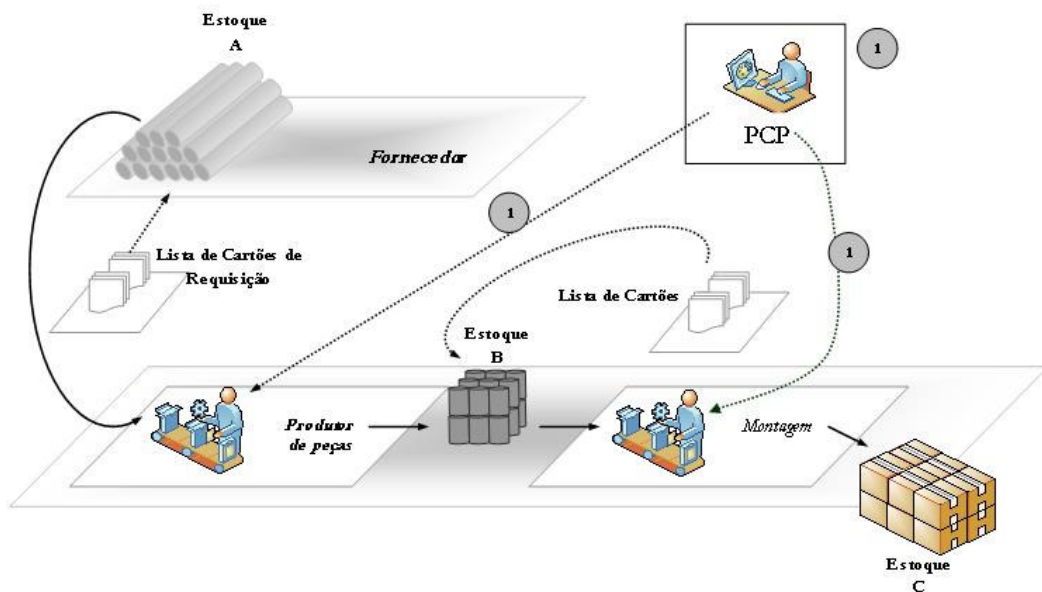 Estoque
A
1
PCP
Fornecedor
1
Lista de Cartões de
Requisição
1
Lista de Cartões
Estoque
B
Produtor
de peças
Montagem
Estoque
C